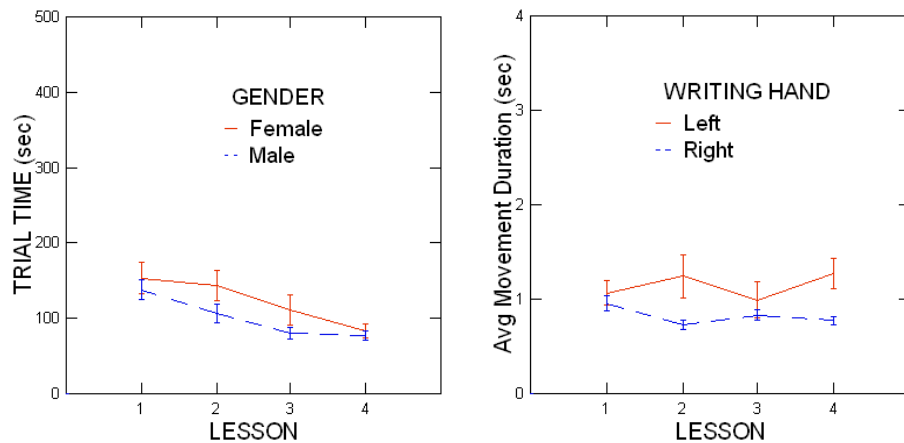 500
400
300
200
100
0
TRIAL TIME (sec)
GENDER
Female
Male
1 2 3 4
LESSON
4
3
2
1
0
Avg Movement Duration (sec)
WRITING HAND
Left
Right
1 2 3 4
LESSON